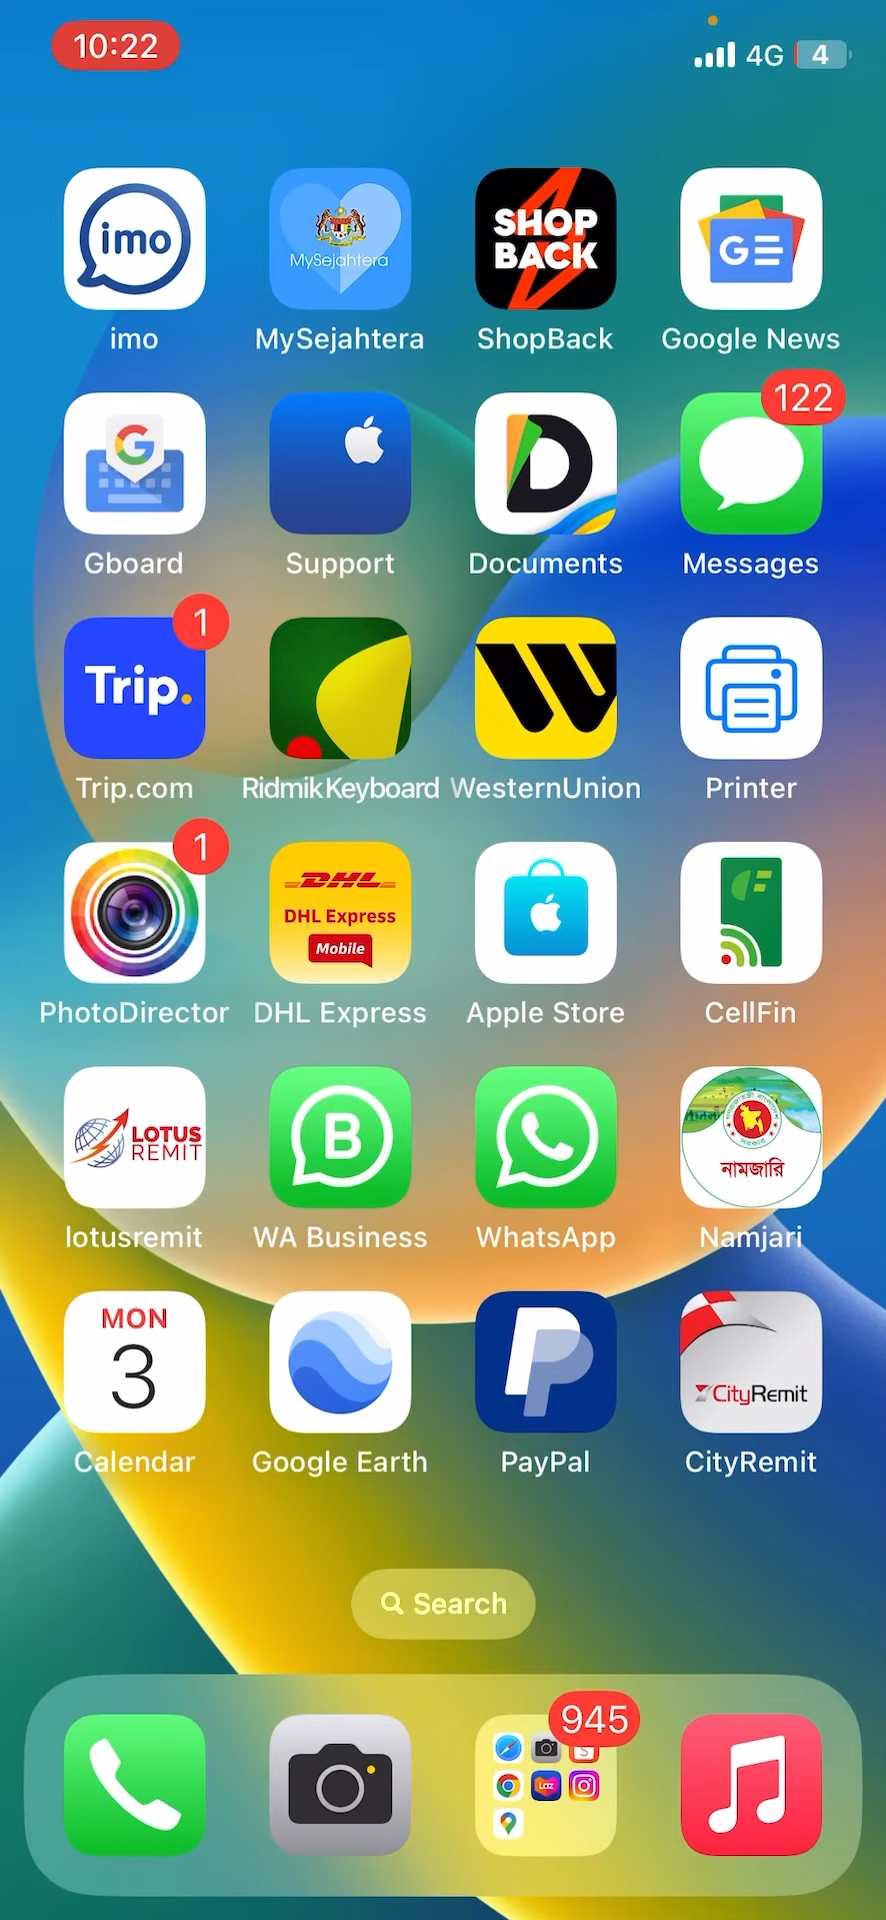 10:22
4G 4
imo
MySejahtera
SHOP
BACK
G
imo MySejahtera ShopBack Google News
G
D
122
Gboard Support Documents Messages
Trip.
1
W
Trip.com RidmikKeyboard WesternUnion Printer
1
DHL
DHL Express
Mobile
PhotoDirector DHL Express Apple Store CellFin
LOTUS
REMIT
B
নামজারি
lotusremit WA Business WhatsApp Namjari
MON
3
P
CityRemit
Calendar Google Earth PayPal CityRemit
Search
945
S
Laz